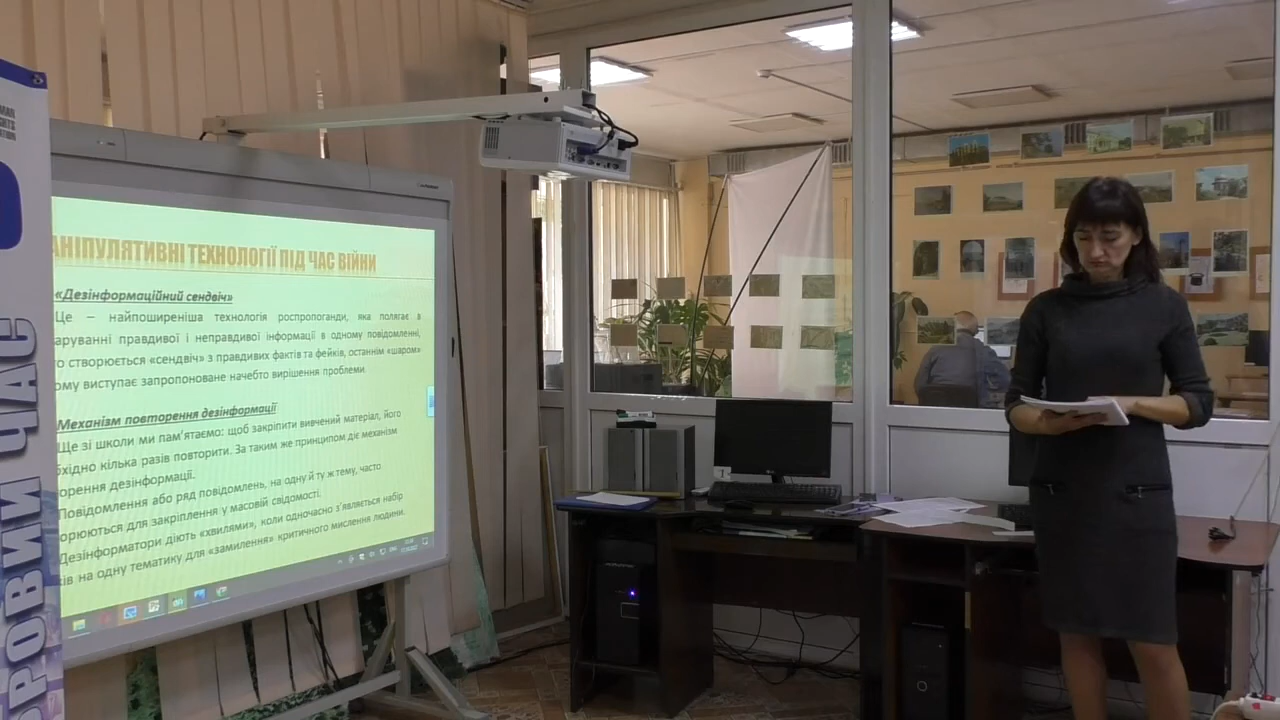 АНІПУЛЯТИВНІ ТЕХНОЛОГІЇ ПІД ЧАС ВІЙНИ
«Дезінформаційний сендвіч»
Це – найпоширеніша технологія роспропоганди, яка полягає в
аруванні правдивої і неправдивої інформації в одному повідомленні,
го створюється «сендвіч» з правдивих фактів та фейків, останнім «шаром»
ому виступає запропоноване начебто вирішення проблеми.
Механізм повторення дезінформації
Ще зі школи ми пам'ятаємо: щоб закріпити вивчений матеріал, його
бхідно кілька разів повторити. За таким же принципом діє механізм
орення дезінформації.
Повідомлення або ряд повідомлень, на одну й ту ж тему, часто
орюються для закріплення у масовій свідомості.
Дезінформатори діють «хвилями», коли одночасно з'является набір
ків на одну тематику для «замилення» критичного мислення людини.
РОВИЙ ЧАС